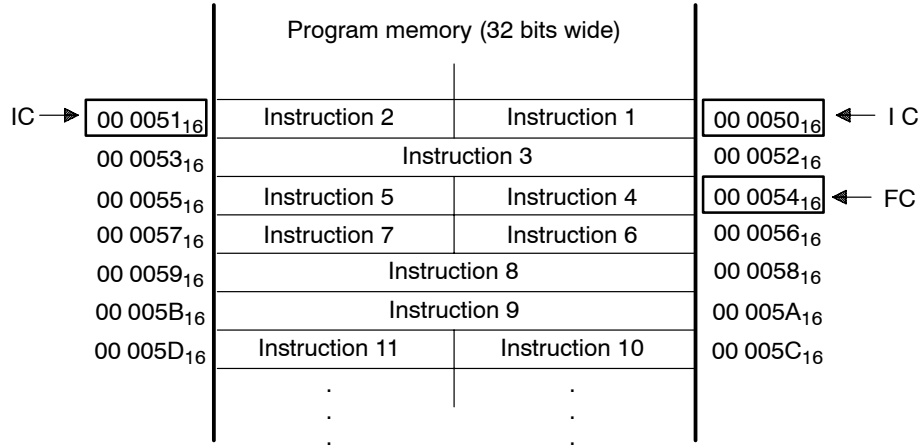 Program memory (32 bits wide)
IC 00 0051₁₆ Instruction 2 Instruction 1 00 0050₁₆ I C
00 0053₁₆ Instruction 3 00 0052₁₆
00 0055₁₆ Instruction 5 Instruction 4 00 0054₁₆ FC
00 0057₁₆ Instruction 7 Instruction 6 00 0056₁₆
00 0059₁₆ Instruction 8 00 0058₁₆
00 005B₁₆ Instruction 9 00 005A₁₆
00 005D₁₆ Instruction 11 Instruction 10 00 005C₁₆
. .
. .
. .